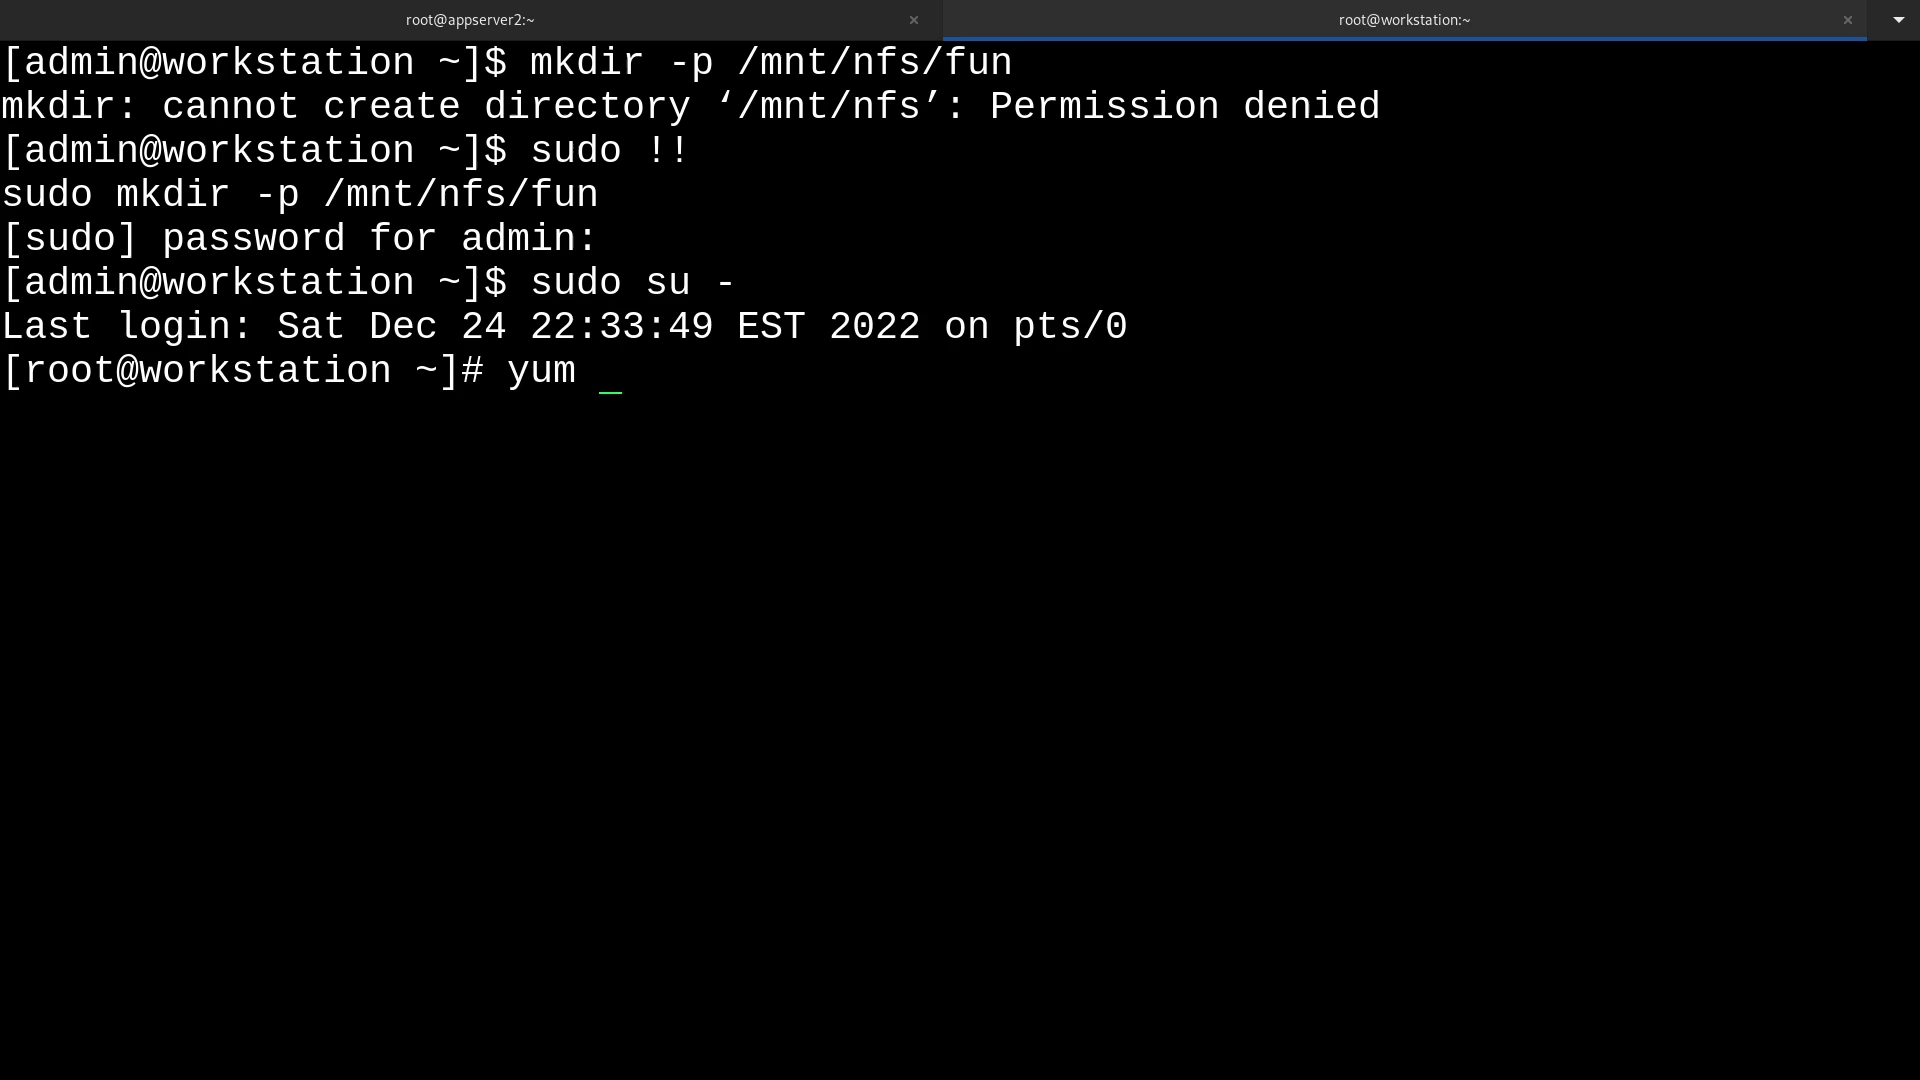 root@appserver2:~ × root@workstation:~ ×
[admin@workstation ~]$ mkdir -p /mnt/nfs/fun
mkdir: cannot create directory ‘/mnt/nfs’: Permission denied
[admin@workstation ~]$ sudo !!
sudo mkdir -p /mnt/nfs/fun
[sudo] password for admin:
[admin@workstation ~]$ sudo su -
Last login: Sat Dec 24 22:33:49 EST 2022 on pts/0
[root@workstation ~]# yum _